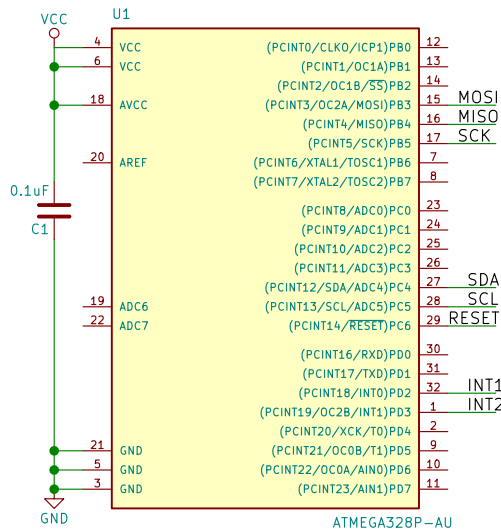 U1
VCC
4 VCC (PCINT0/CLKO/ICP1)PB0 12
6 VCC (PCINT1/OC1A)PB1 13
(PCINT2/OC1B/SS)PB2 14
18 AVCC (PCINT3/OC2A/MOSI)PB3 15 MOSI
(PCINT4/MISO)PB4 16 MISO
(PCINT5/SCK)PB5 17 SCK
20 AREF (PCINT6/XTAL1/TOSC1)PB6 7
(PCINT7/XTAL2/TOSC2)PB7 8
0.1uF
C1
(PCINT8/ADC0)PC0 23
(PCINT9/ADC1)PC1 24
(PCINT10/ADC2)PC2 25
(PCINT11/ADC3)PC3 26
(PCINT12/SDA/ADC4)PC4 27 SDA
19 ADC6 (PCINT13/SCL/ADC5)PC5 28 SCL
22 ADC7 (PCINT14/RESET)PC6 29 RESET
(PCINT16/RXD)PD0 30
(PCINT17/TXD)PD1 31
(PCINT18/INT0)PD2 32 INT1
(PCINT19/OC2B/INT1)PD3 1 INT2
(PCINT20/XCK/T0)PD4 2
21 GND (PCINT21/OC0B/T1)PD5 9
5 GND (PCINT22/OC0A/AIN0)PD6 10
3 GND (PCINT23/AIN1)PD7 11
GND
ATMEGA328P-AU